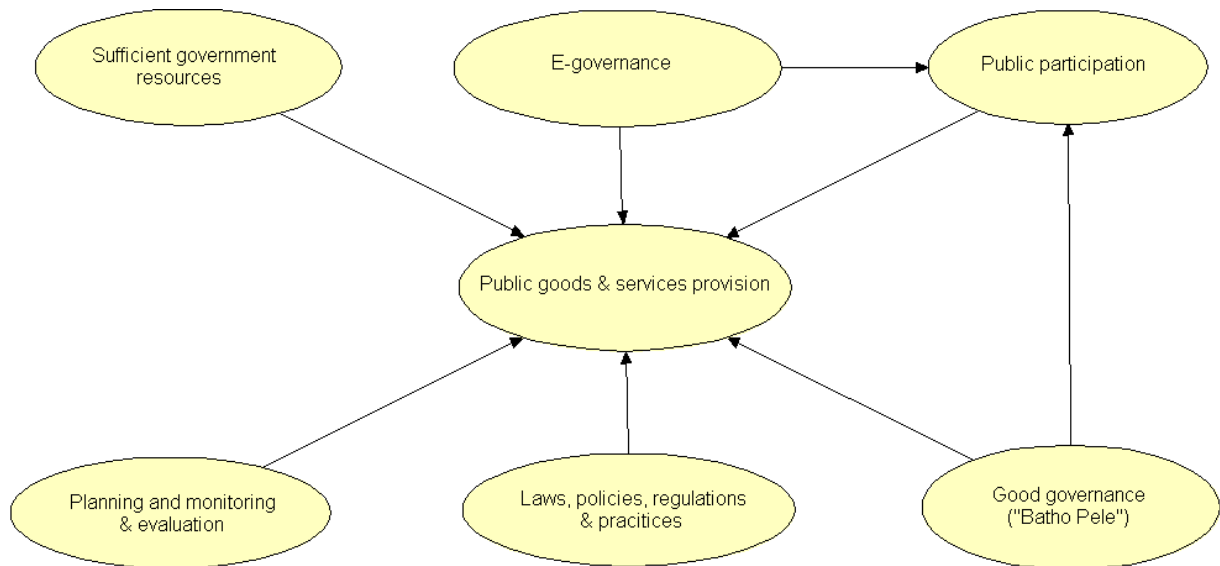 Sufficient government
resources
E-governance
Public participation
Public goods & services provision
Planning and monitoring
& evaluation
Laws, policies, regulations
& pracitices
Good governance
("Batho Pele")